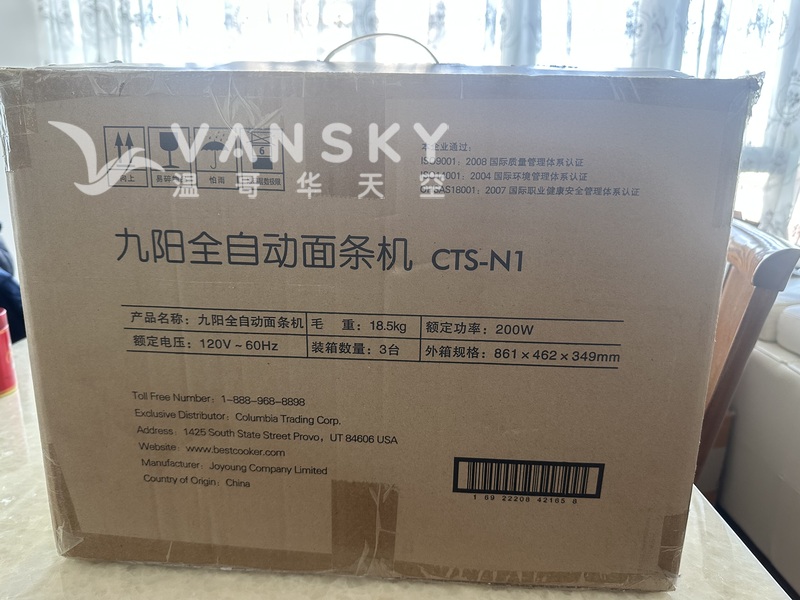 VANSKY
温哥华天空
6
向上
怕雨
本企业通过:
ISO9001: 2008 国际质量管理体系认证
ISO14001: 2004 国际环境管理体系认证
OHSAS18001: 2007 国际职业健康安全管理体系认证
九阳全自动面条机 CTS-N1
产品名称: 九阳全自动面条机 毛 重: 18.5kg 额定功率: 200W
额定电压: 120V ~ 60Hz 装箱数量: 3台 外箱规格: 861×462×349mm
Toll Free Number: 1-888-968-8898
Exclusive Distributor: Columbia Trading Corp.
Address: 1425 South State Street Provo, UT 84606 USA
Website: www.bestcooker.com
Manufacturer: Joyoung Company Limited
Country of Origin: China
1 69 22208 42165 8